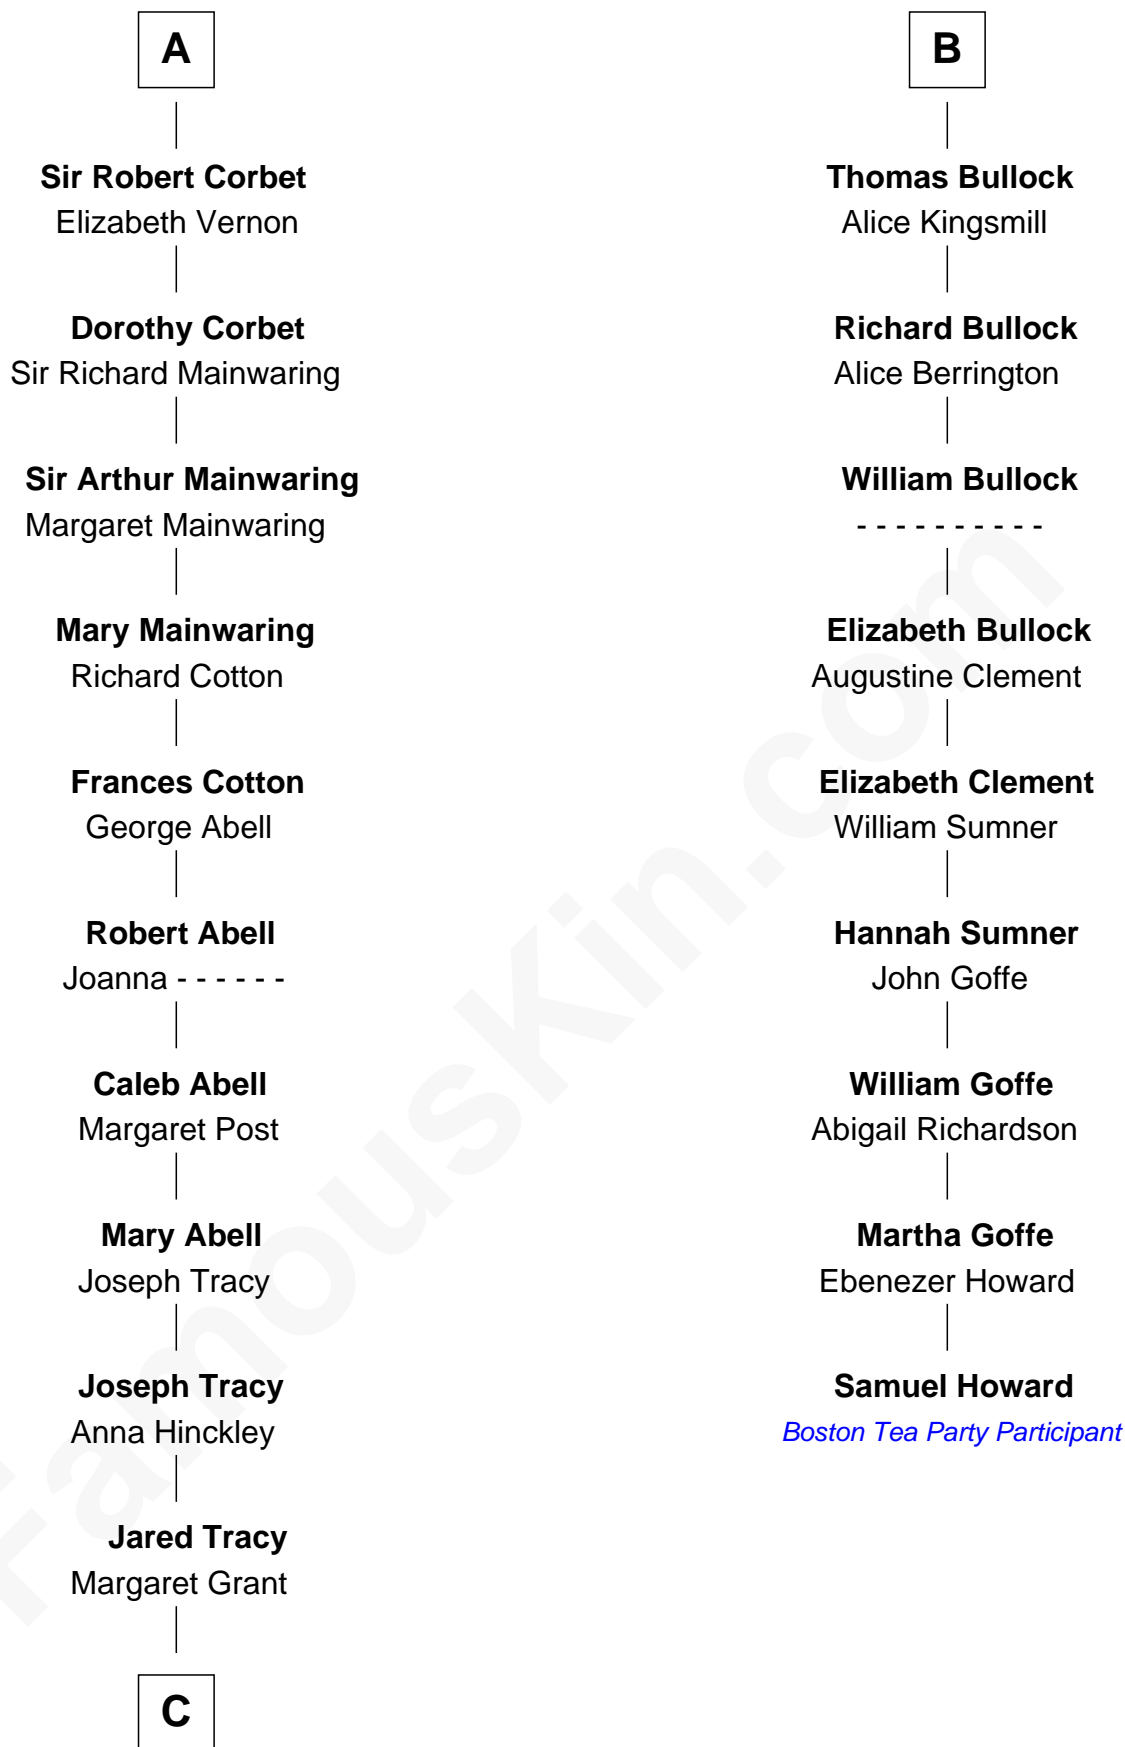 A
Sir Robert Corbet
Elizabeth Vernon
Dorothy Corbet
Sir Richard Mainwaring
Sir Arthur Mainwaring
Margaret Mainwaring
Mary Mainwaring
Richard Cotton
Frances Cotton
George Abell
Robert Abell
Joanna - - - - - -
Caleb Abell
Margaret Post
Mary Abell
Joseph Tracy
Joseph Tracy
Anna Hinckley
Jared Tracy
Margaret Grant
C
B
Thomas Bullock
Alice Kingsmill
Richard Bullock
Alice Berrington
William Bullock
- - - - - - - - - -
Elizabeth Bullock
Augustine Clement
Elizabeth Clement
William Sumner
Hannah Sumner
John Goffe
William Goffe
Abigail Richardson
Martha Goffe
Ebenezer Howard
Samuel Howard
Boston Tea Party Participant
FamousKin.com